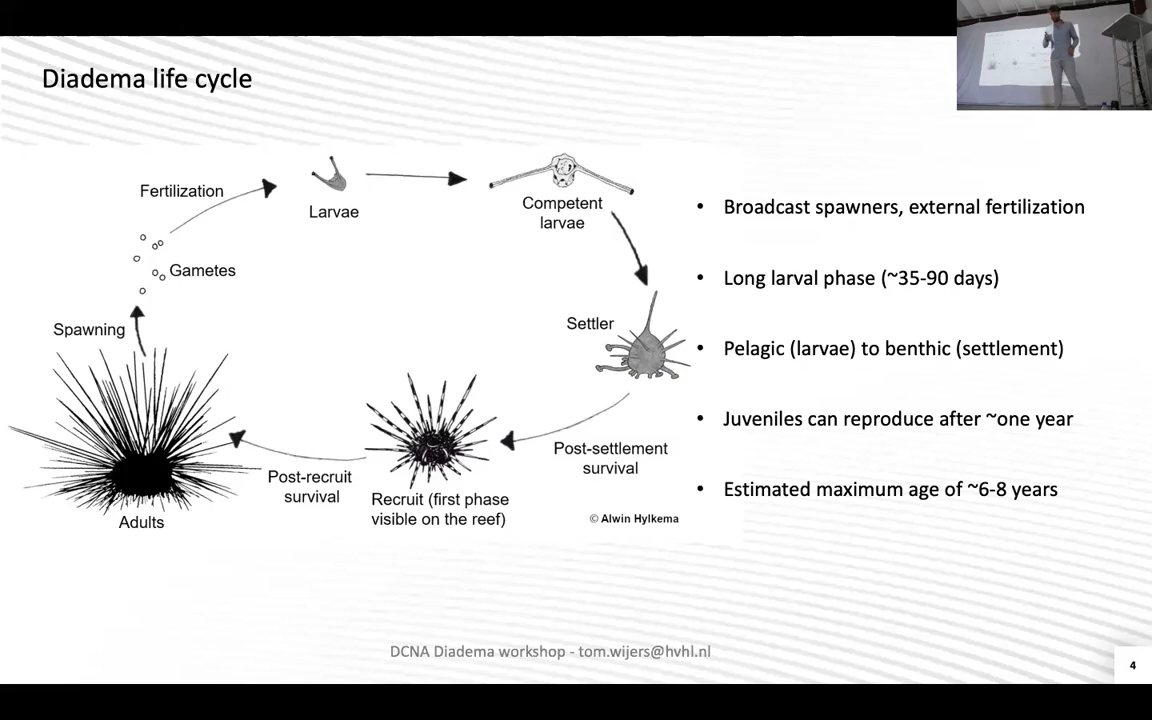 Diadema life cycle
Fertilization
Larvae
Competent
larvae
Gametes
Spawning
Settler
Post-settlement
survival
Post-recruit
survival
Recruit (first phase
visible on the reef)
Adults
© Alwin Hylkema
• Broadcast spawners, external fertilization
• Long larval phase (~35-90 days)
• Pelagic (larvae) to benthic (settlement)
• Juveniles can reproduce after ~one year
• Estimated maximum age of ~6-8 years
DCNA Diadema workshop - tom.wijers@hvhl.nl
4